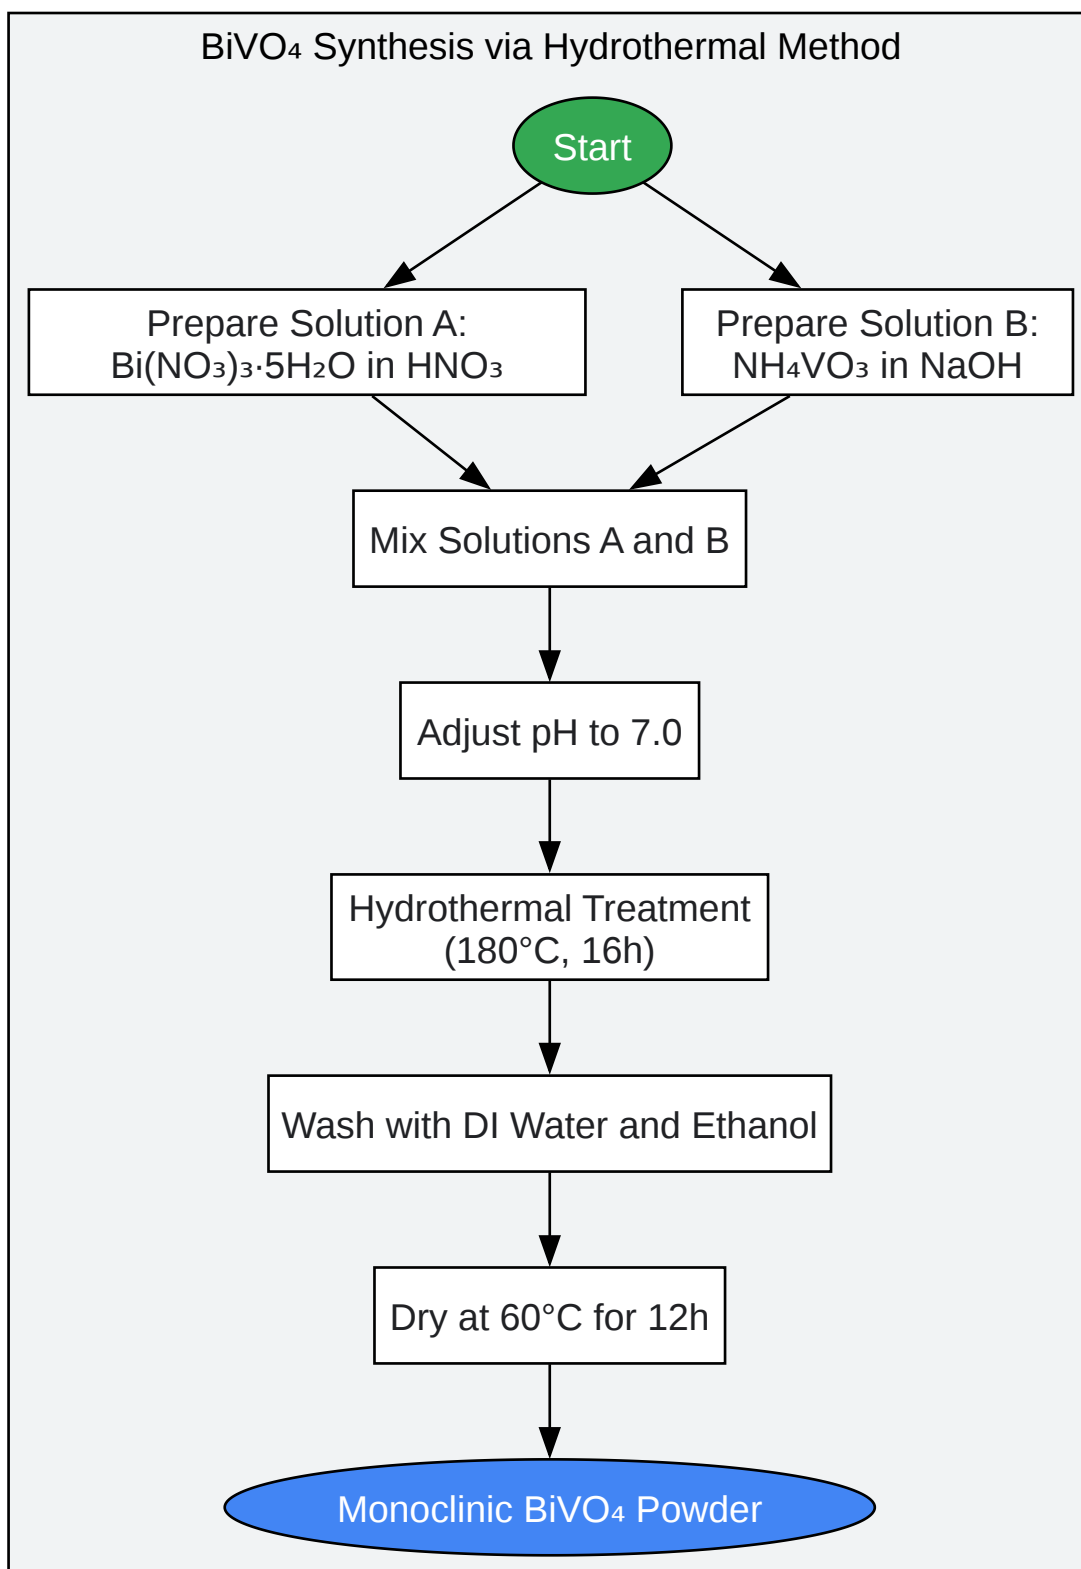 BiVO₄ Synthesis via Hydrothermal Method
Start
Prepare Solution A:
Bi(NO₃)₃·5H₂O in HNO₃
Prepare Solution B:
NH₄VO₃ in NaOH
Mix Solutions A and B
Adjust pH to 7.0
Hydrothermal Treatment
(180°C, 16h)
Wash with DI Water and Ethanol
Dry at 60°C for 12h
Monoclinic BiVO₄ Powder